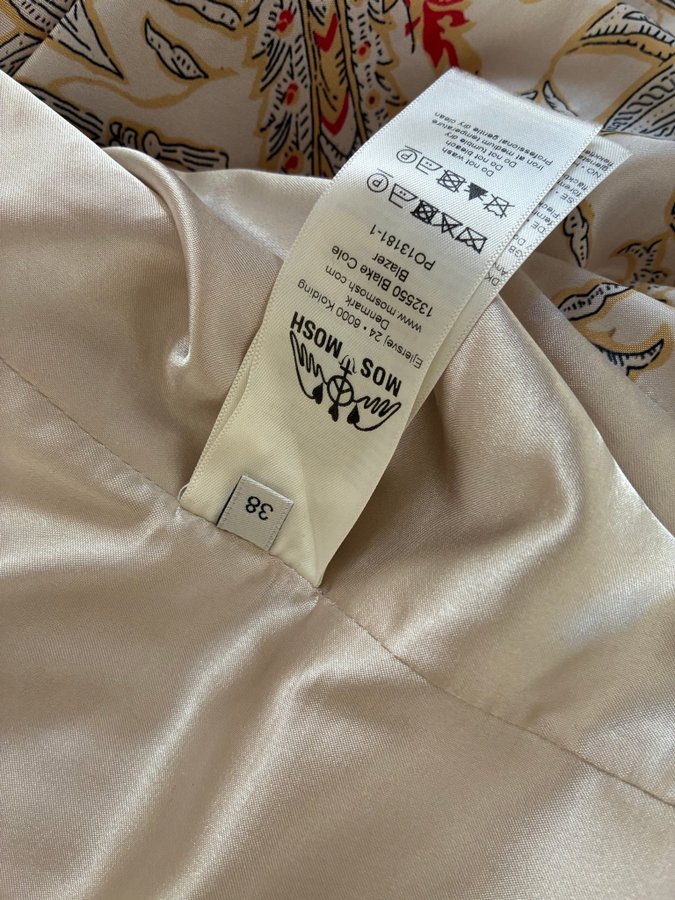 38
MOS MOSH
Ejlersvej 24 • 6000 Kolding
Denmark
www.mosmosh.com
132550 Blake Cole
Blazer
PO13181-1
P
P
Do not wash
Do not bleach
Do not tumble dry
Iron at medium temperature
Professional gentle dry clean